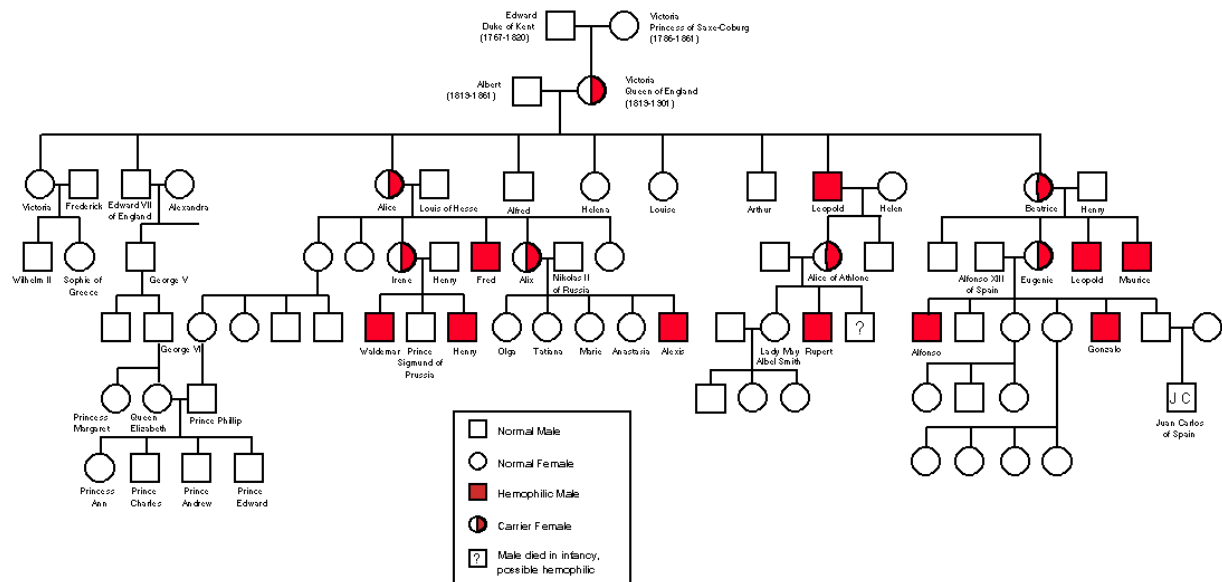 Edward
Duke of Kent
(1767-1820)
Victoria
Princess of Saxe-Coburg
(1786-1861)
Albert
(1819-1861)
Victoria
Queen of England
(1819-1901)
Victoria
Frederick
Edward VII
of England
Alexandra
Alice
Louis of Hesse
Alfred
Helena
Louise
Arthur
Leopold
Helen
Beatrice
Henry
Wilhelm II
Sophie of
Greece
George V
Irene
Henry
Fred
Alix
Nikolas II
of Russia
Alice of Athlone
Alfonso XIII
of Spain
Eugenie
Leopold
Maurice
George VI
Waldemar
Prince
Sigmund of
Prussia
Henry
Olga
Tatiana
Marie
Anastasia
Alexis
Lady May
Abel Smith
Rupert
?
Alfonso
Gonzalo
Princess
Margaret
Queen
Elizabeth
Prince Phillip
J C
Juan Carlos
of Spain
Princess
Ann
Prince
Charles
Prince
Andrew
Prince
Edward
Normal Male
Normal Female
Hemophilic Male
Carrier Female
?
Male died in infancy,
possible hemophilic